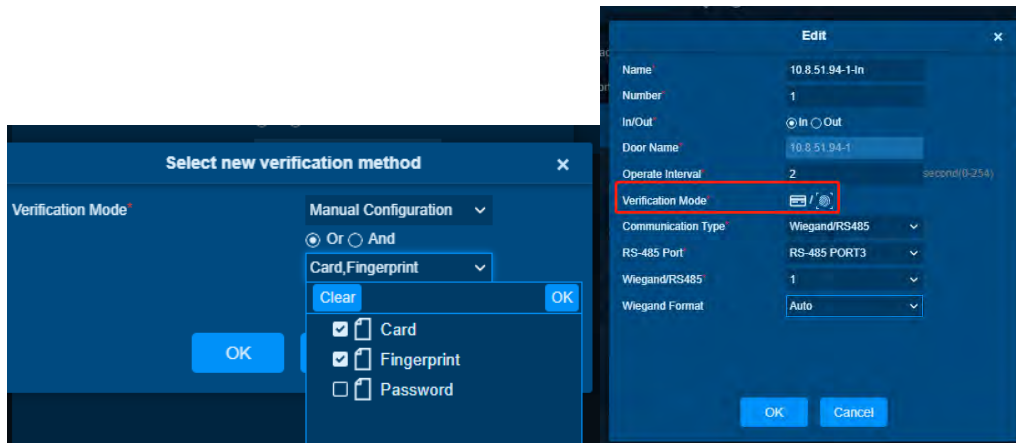 Select new verification method ×
Verification Mode* Manual Configuration
Or And
Card,Fingerprint
Clear OK
Card
Fingerprint
Password
OK
Edit ×
Name* 10.8.51.94-1-In
Number* 1
In/Out* In Out
Door Name* 10.8.51.94-1
Operate Interval* 2 second(0-254)
Verification Mode* /
Communication Type* Wiegand/RS485
RS-485 Port* RS-485 PORT3
Wiegand/RS485* 1
Wiegand Format Auto
OK Cancel